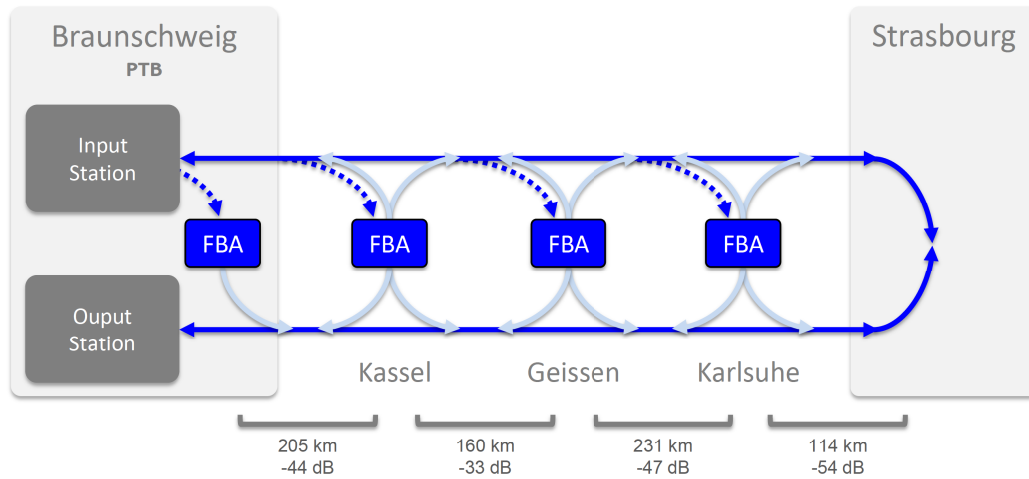 Braunschweig
PTB
Strasbourg
Input
Station
FBA
FBA
FBA
FBA
Ouput
Station
Kassel
Geissen
Karlsuhe
205 km
-44 dB
160 km
-33 dB
231 km
-47 dB
114 km
-54 dB